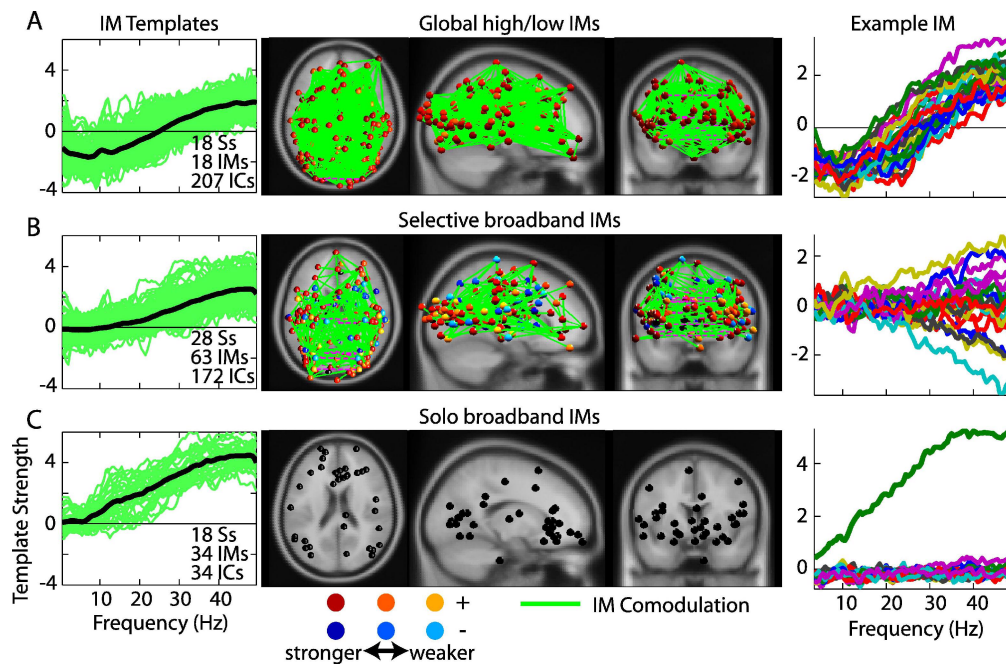 A
IM Templates
Global high/low IMs
Example IM
4
0
-4
18 Ss
18 IMs
207 ICs
2
0
-2
B
Selective broadband IMs
4
0
-4
28 Ss
63 IMs
172 ICs
2
0
-2
C
Solo broadband IMs
Template Strength
4
0
-4
18 Ss
34 IMs
34 ICs
4
2
0
10 20 30 40
Frequency (Hz)
10 20 30 40
Frequency (Hz)
+
-
stronger weaker
IM Comodulation